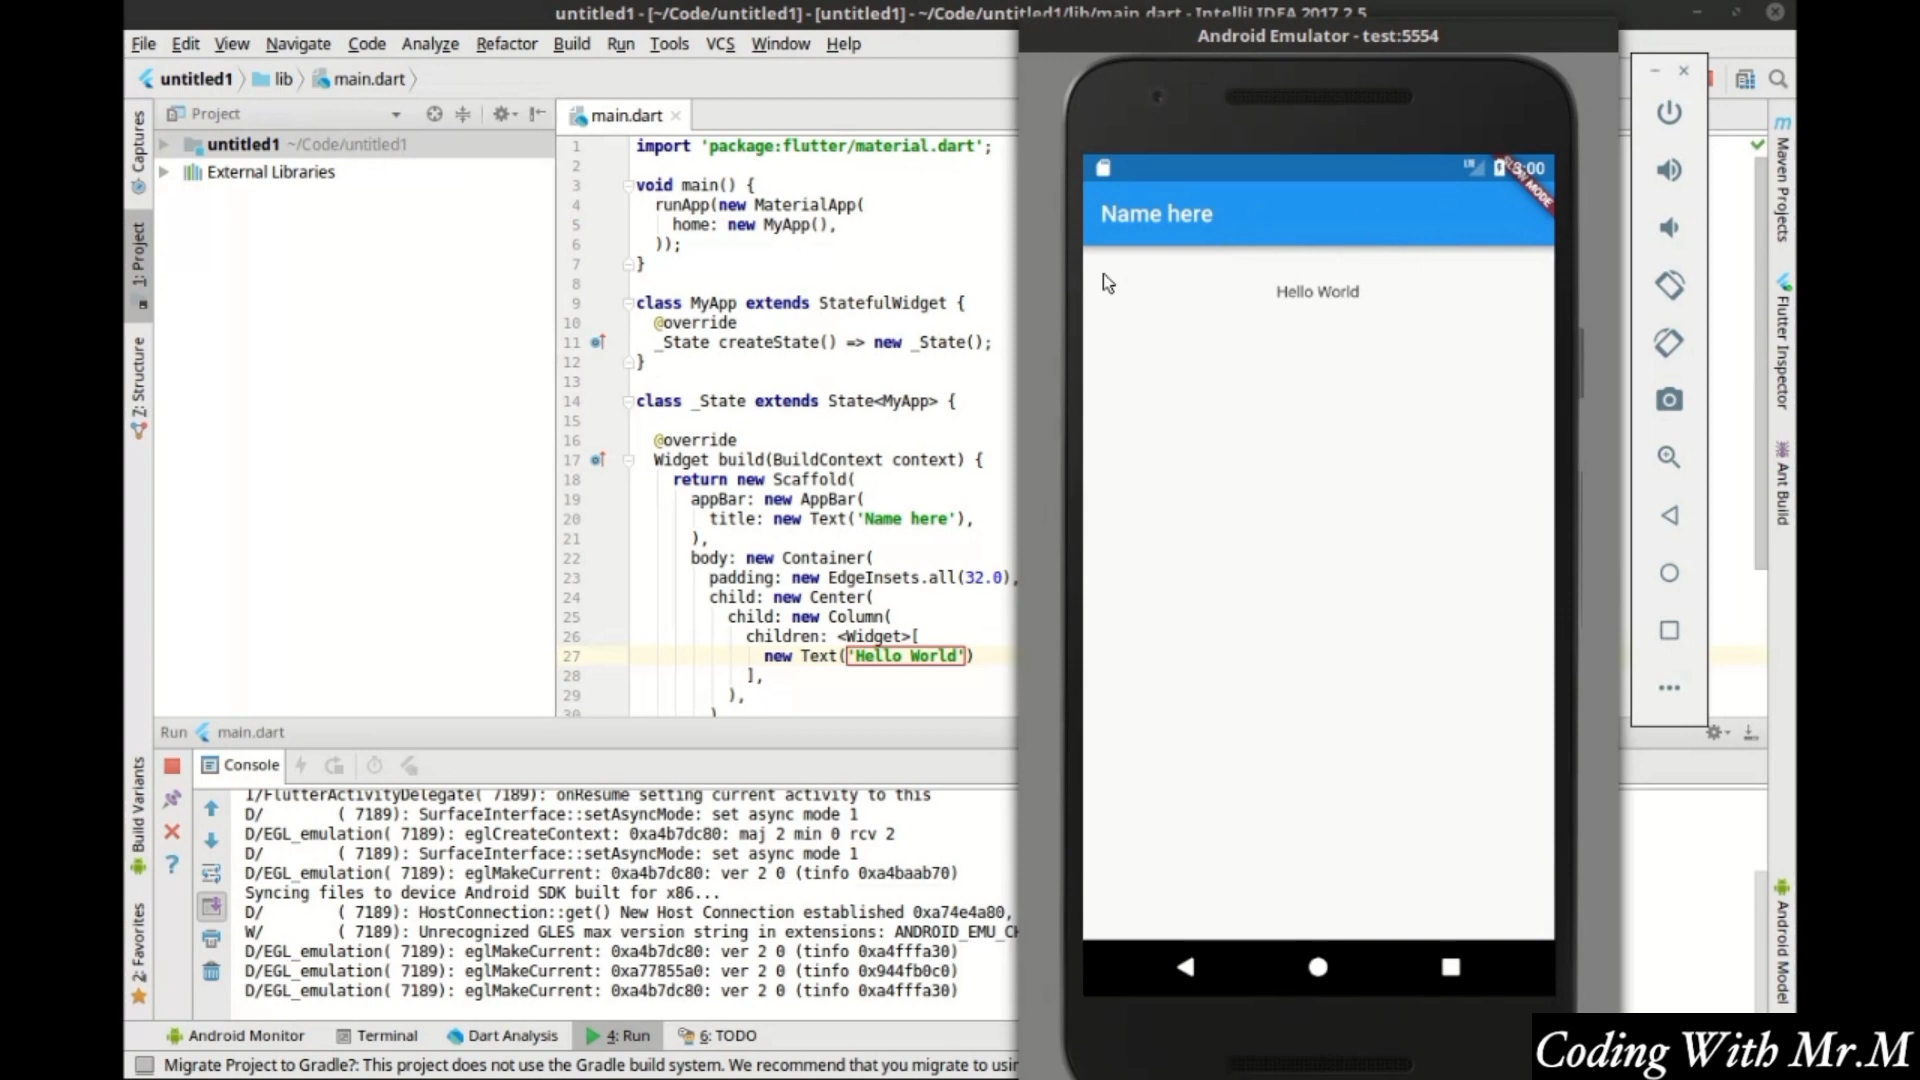 untitled1 - [~/Code/untitled1] - [untitled1] - ~/Code/untitled1/lib/main.dart - IntelliJ IDEA 2017.2.5
File Edit View Navigate Code Analyze Refactor Build Run Tools VCS Window Help
untitled1 lib main.dart
Project
main.dart
untitled1 ~/Code/untitled1
External Libraries
Captures
1: Project
Z: Structure
Build Variants
2: Favorites
1 import 'package:flutter/material.dart';
2
3 void main() {
4 runApp(new MaterialApp(
5 home: new MyApp(),
6 ));
7 }
8
9 class MyApp extends StatefulWidget {
10 @override
11 _State createState() => new _State();
12 }
13
14 class _State extends State<MyApp> {
15
16 @override
17 Widget build(BuildContext context) {
18 return new Scaffold(
19 appBar: new AppBar(
20 title: new Text('Name here'),
21 ),
22 body: new Container(
23 padding: new EdgeInsets.all(32.0),
24 child: new Center(
25 child: new Column(
26 children: <Widget>[
27 new Text('Hello World')
28 ],
29 ),
30 )
Run main.dart
Console
I/FlutterActivityDelegate( 7189): onResume setting current activity to this
D/ ( 7189): SurfaceInterface::setAsyncMode: set async mode 1
D/EGL_emulation( 7189): eglCreateContext: 0xa4b7dc80: maj 2 min 0 rcv 2
D/ ( 7189): SurfaceInterface::setAsyncMode: set async mode 1
D/EGL_emulation( 7189): eglMakeCurrent: 0xa4b7dc80: ver 2 0 (tinfo 0xa4baab70)
Syncing files to device Android SDK built for x86...
D/ ( 7189): HostConnection::get() New Host Connection established 0xa74e4a80,
W/ ( 7189): Unrecognized GLES max version string in extensions: ANDROID_EMU_CH
D/EGL_emulation( 7189): eglMakeCurrent: 0xa4b7dc80: ver 2 0 (tinfo 0xa4fffa30)
D/EGL_emulation( 7189): eglMakeCurrent: 0xa77855a0: ver 2 0 (tinfo 0x944fb0c0)
D/EGL_emulation( 7189): eglMakeCurrent: 0xa4b7dc80: ver 2 0 (tinfo 0xa4fffa30)
Android Monitor Terminal Dart Analysis 4: Run 6: TODO
Migrate Project to Gradle?: This project does not use the Gradle build system. We recommend that you migrate to usin
Android Emulator - test:5554
LTE
:00
SLOW MODE
Name here
Hello World
Maven Projects
Flutter Inspector
Ant Build
Android Model
Coding With Mr.M